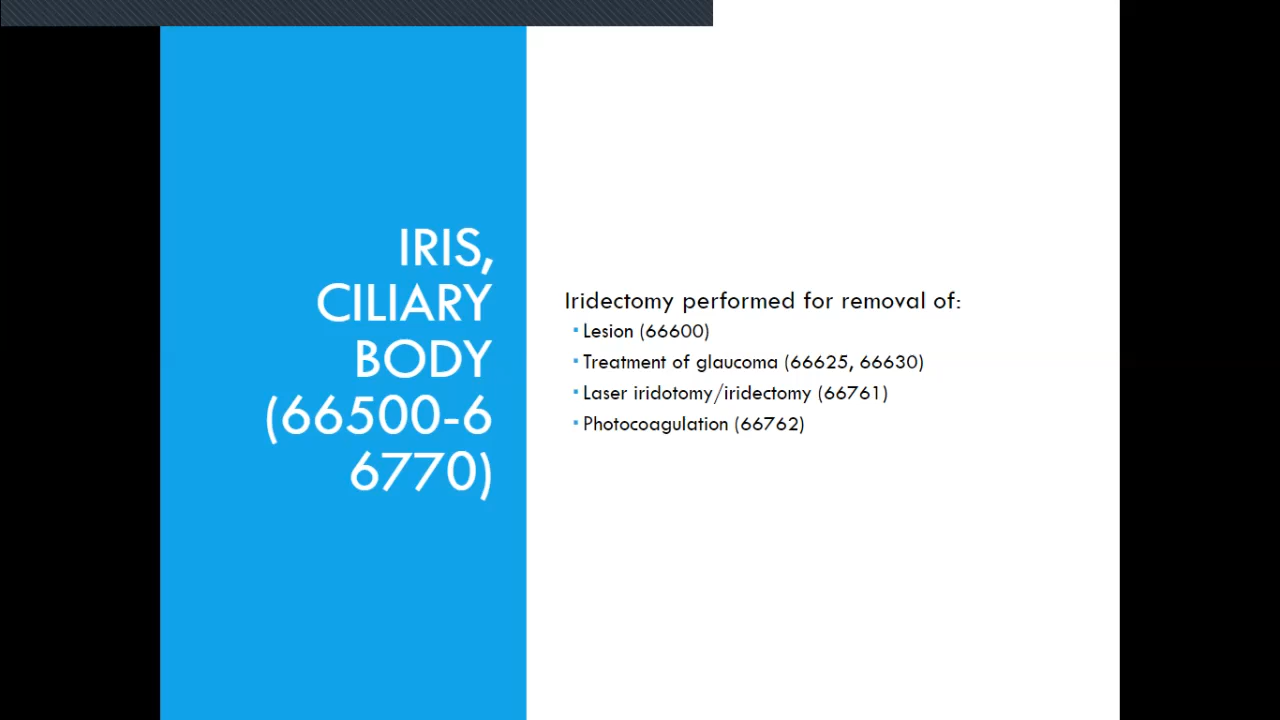 IRIS,
CILIARY
BODY
(66500-6
6770)
Iridectomy performed for removal of:
▪ Lesion (66600)
▪ Treatment of glaucoma (66625, 66630)
▪ Laser iridotomy/iridectomy (66761)
▪ Photocoagulation (66762)